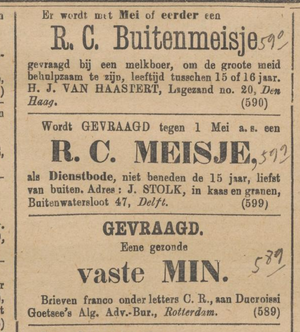 Er wordt met Mei of eerder een
R. C. Buitenmeisje
590
gevraagd bij een melkboer, om de groote meid
behulpzaam te zijn, leeftijd tusschen 15 of 16 jaar.
H. J. VAN HAASTERT, Lagezand no. 20, Den
Haag. (590)
Wordt GEVRAAGD tegen 1 Mei a. s. een
R. C. MEISJE,
599
als Dienstbode, niet beneden de 15 jaar, liefst
van buiten. Adres: J. STOLK, in kaas en granen,
Buitenwatersloot 47, Delft. (599)
GEVRAAGD.
Eene gezonde
589
vaste MIN.
Brieven franco onder letters C. R., aan Ducroissi
Goetsee's Alg. Adv.-Bur., Rotterdam. (589)